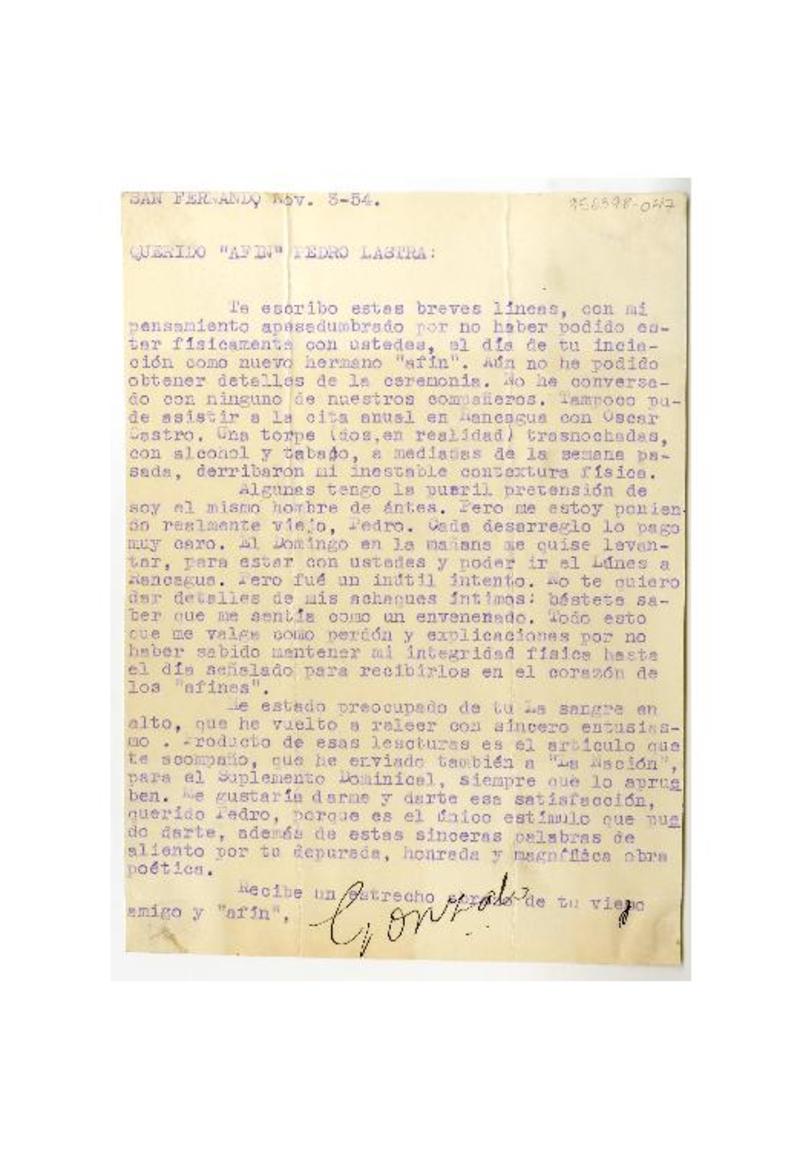 SAN FERNANDO Nov. 3-54.
956398-047
QUERIDO "AFIN" PEDRO LASTRA:
Te escribo estas breves líneas, con mi
pensamiento apesadumbrado por no haber podido es-
tar físicamente con ustedes, el día de tu incia-
ción como nuevo hermano "afín". Aún no he podido
obtener detalles de la ceremonia. No he conversa-
do con ninguno de nuestros compañeros. Tampoco pu-
de asistir a la cita anual en Rancagua con Oscar
Castro. Una torpe (dos,en realidad) trasnochadas,
con alcohol y tabaco, a mediadas de la semana pa-
sada, derribaron mi inestable contextura física.
Algunas tengo la pueril pretensión de
soy el mismo hombre de ántes. Pero me estoy ponien-
do realmente viejo, Pedro. Cada desarreglo lo pago
muy caro. El Domingo en la mañana me quise levan-
tar, para estar con ustedes y poder ir el Lúnes a
Rancagua. Pero fué un inútil intento. No te quiero
dar detalles de mis achaques íntimos: bástete sa-
ber que me sentía como un envenenado. Todo esto
que me valga como perdón y explicaciones por no
haber sabido mantener mi integridad física hasta
el día señalado para recibirlos en el corazón de
los "afines".
He estado preocupado de tu La sangre en
alto, que he vuelto a releer con sincero entusias-
mo . Producto de esas lescturas es el artículo que
te acompaño, que he enviado también a "La Nación",
para el Suplemento Dominical, siempre que lo aprue
ben. Me gustaría darme y darte esa satisfacción,
querido Pedro, porque es el único estímulo que pue
do darte, además de estas sinceras palabras de
aliento por tu depurada, honrada y magnífica obra
poética.
Recibe un estrecho abrazo de tu viejo
amigo y "afín",
Gonzalo